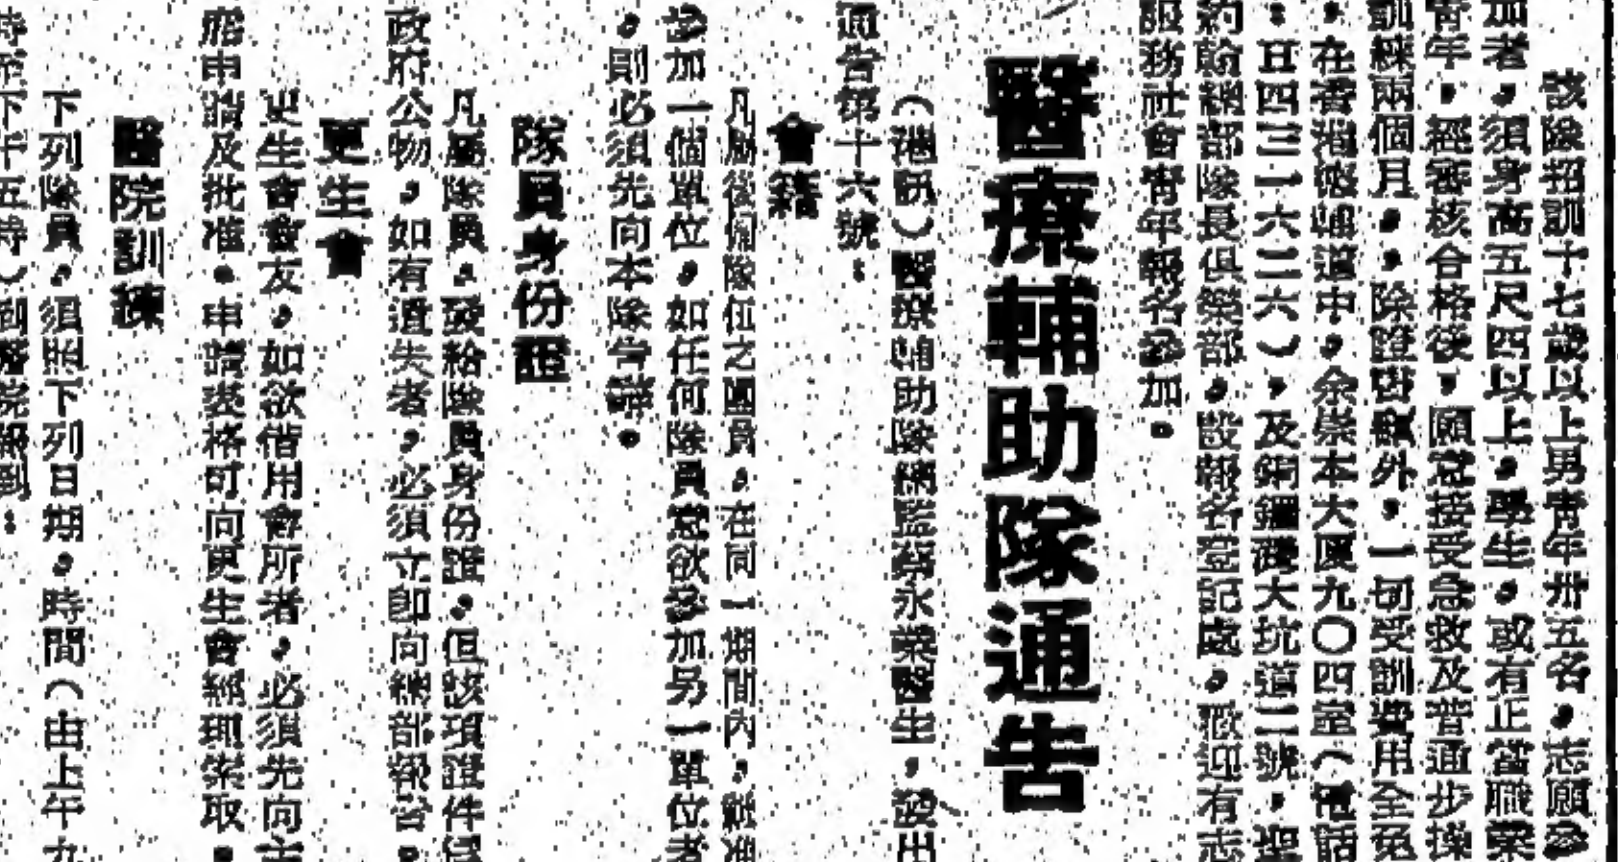 該隊招訓十七歲以上男青年卅五名，志願參
加者，須身高五尺四以上，學生，或有正當職業
青年，經審核合格後，願意接受急救及普通步操
訓練兩個月，，除證書費外，一切受訓費用全免
，在香港德輔道中，余崇本大厦九〇四室（電話
：H四三一六二六），及銅鑼灣大坑道二號，聖
約翰總部隊長俱樂部，設報名登記處，歡迎有志
服務社會青年報名參加。
醫療輔助隊通告
（港訊）醫療輔助隊總監蔡永業醫生，發出
通告第十六號：
會籍
凡屬後備隊伍之團員，在同一期間內，祇准
參加一個單位，如任何隊員意欲參加另一單位者
，則必須先向本隊告辭。
隊員身份證
凡屬隊員，發給隊員身份證，但該項證件爲
政府公物，如有遺失者，必須立即向總部報告。
更生會
更生會會友，如欲借用會所者，必須先向主
席申請及批准。申請表格可向更生會經理索取。
醫院訓練
下列隊員，須照下列日期，時間（由上午九
時至下午五時）到醫院報到：